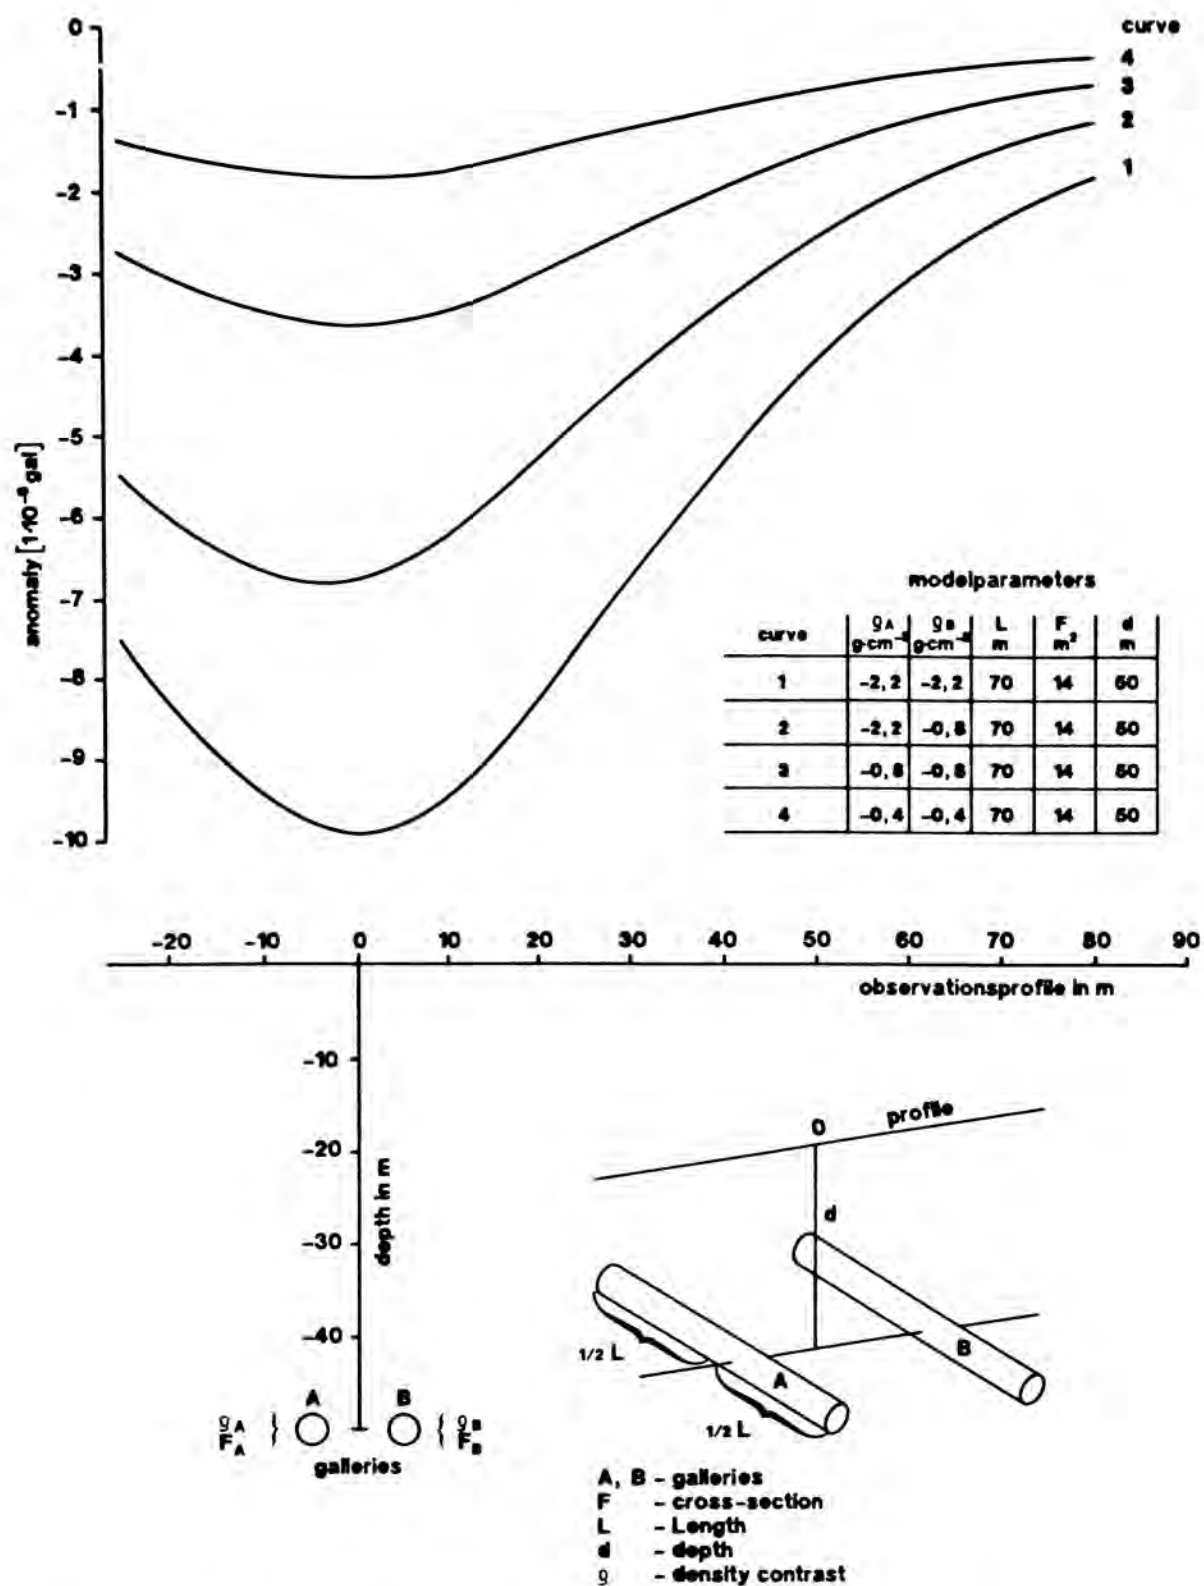 curve
0
4
3
2
1
-1
-2
-3
-4
-5
-6
-7
-8
-9
-10
anomaly [1·10⁻⁶ gal]
modelparameters
curve ϱA g·cm⁻³ ϱB g·cm⁻³ L m F m² d m
1 -2,2 -2,2 70 14 50
2 -2,2 -0,8 70 14 50
3 -0,8 -0,8 70 14 50
4 -0,4 -0,4 70 14 50
-20 -10 0 10 20 30 40 50 60 70 80 90
observationsprofile in m
-10
-20
-30
-40
depth in m
0 profile
d
1/2 L
A
B
1/2 L
A B
ϱA
FA
ϱB
FB
galleries
A, B - galleries
F - cross-section
L - Length
d - depth
ϱ - density contrast